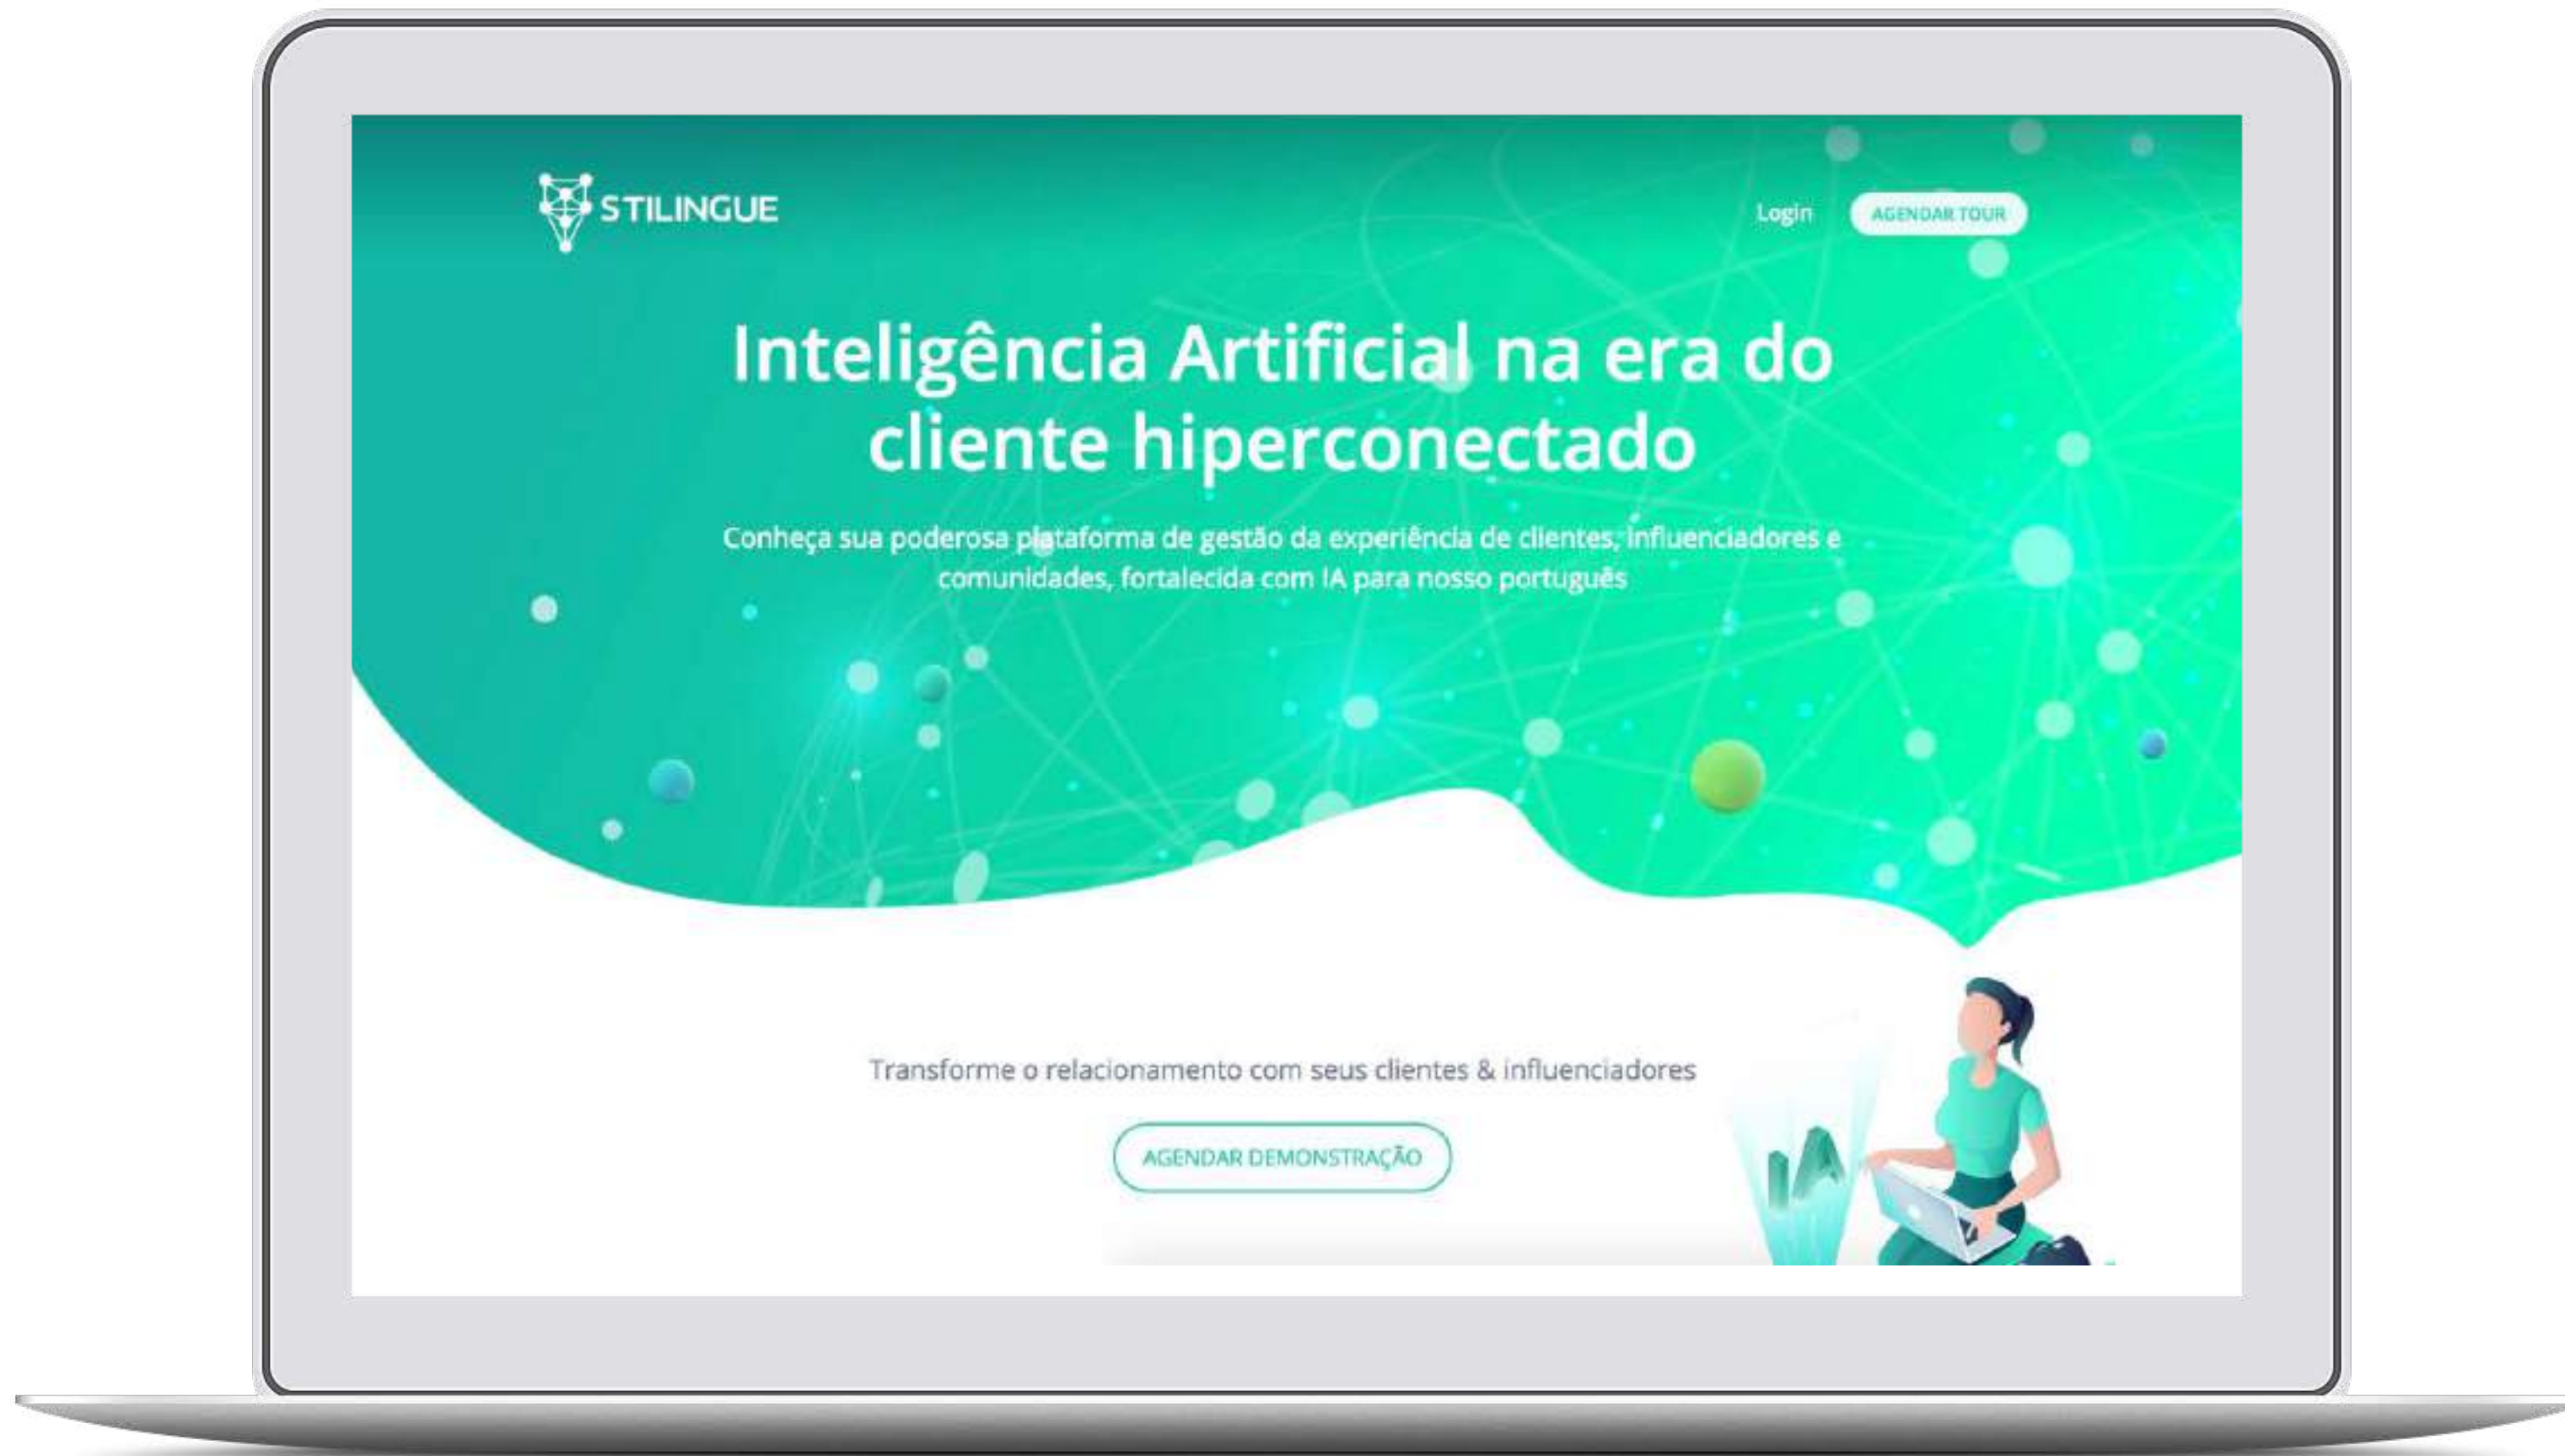 STILINGUE
Login
AGENDAR TOUR
Inteligência Artificial na era do
cliente hiperconectado
Conheça sua poderosa plataforma de gestão da experiência de clientes, influenciadores e
comunidades, fortalecida com IA para nosso português
Transforme o relacionamento com seus clientes & influenciadores
AGENDAR DEMONSTRAÇÃO
IA